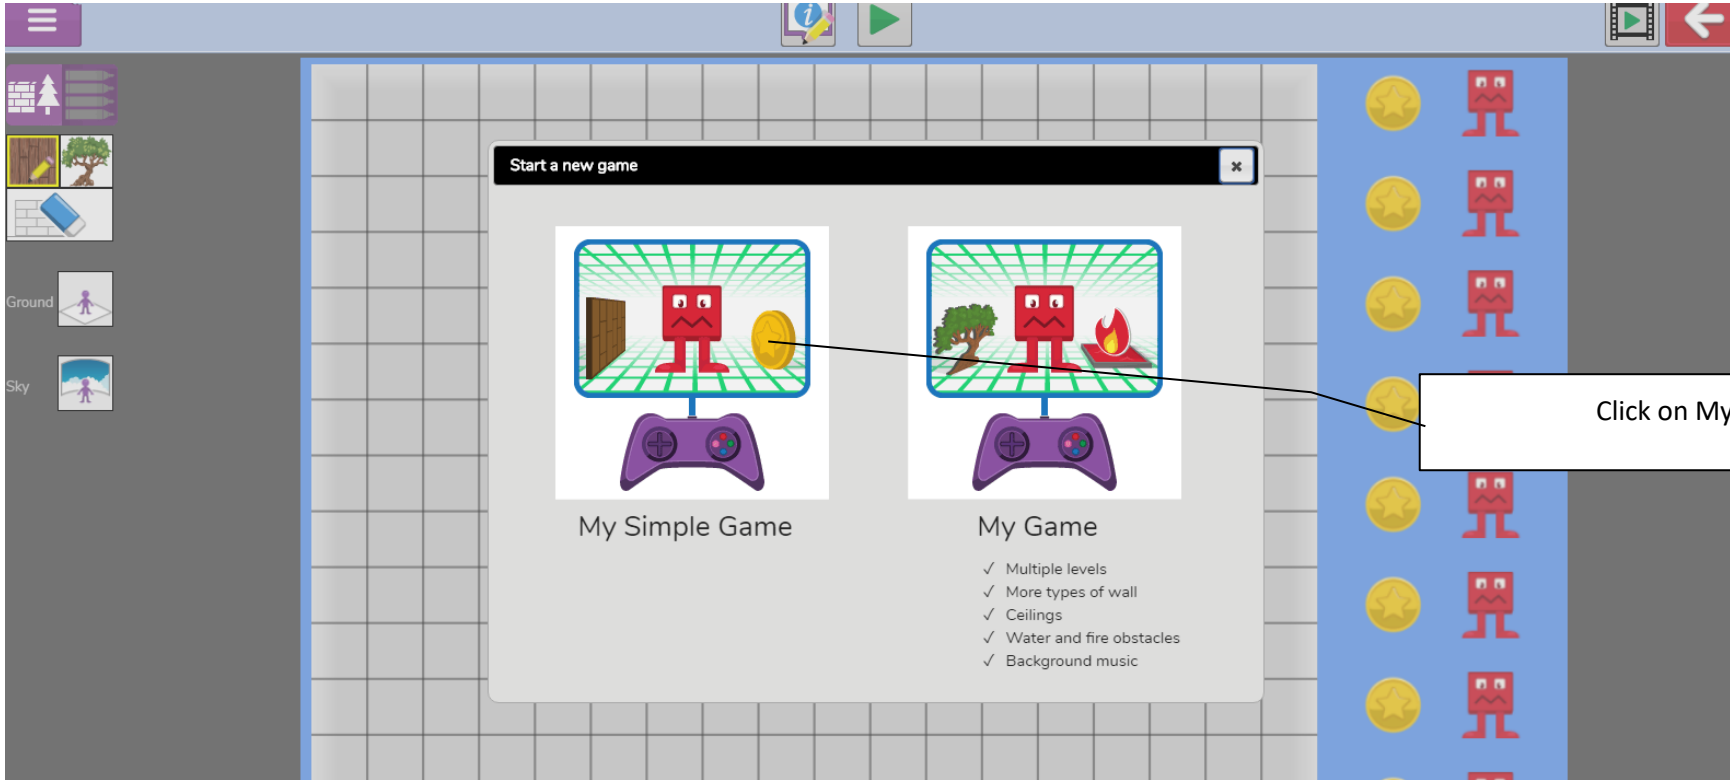 Start a new game
Ground
Sky
Click on My
My Simple Game
My Game
✓ Multiple levels
✓ More types of wall
✓ Ceilings
✓ Water and fire obstacles
✓ Background music